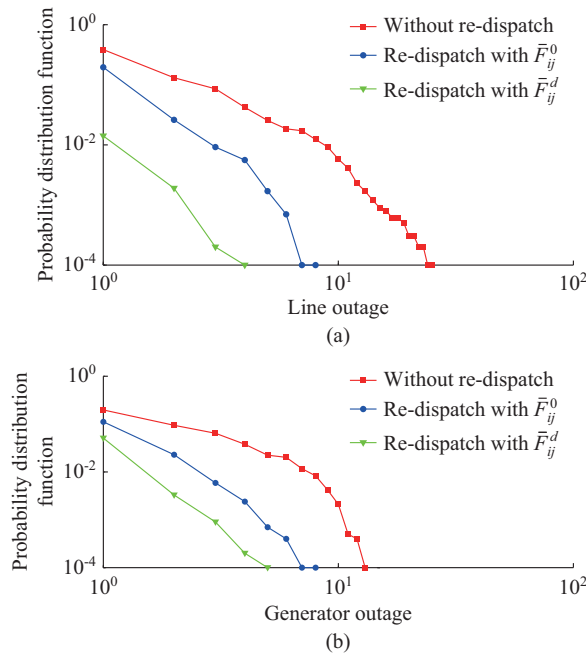 10^0
Without re-dispatch
Re-dispatch with F̄_ij^0
Re-dispatch with F̄_ij^d
10^-2
10^-4
Probability distribution function
10^0
10^1
10^2
Line outage
(a)
10^0
Without re-dispatch
Re-dispatch with F̄_ij^0
Re-dispatch with F̄_ij^d
10^-2
10^-4
Probability distribution
function
10^0
10^1
10^2
Generator outage
(b)